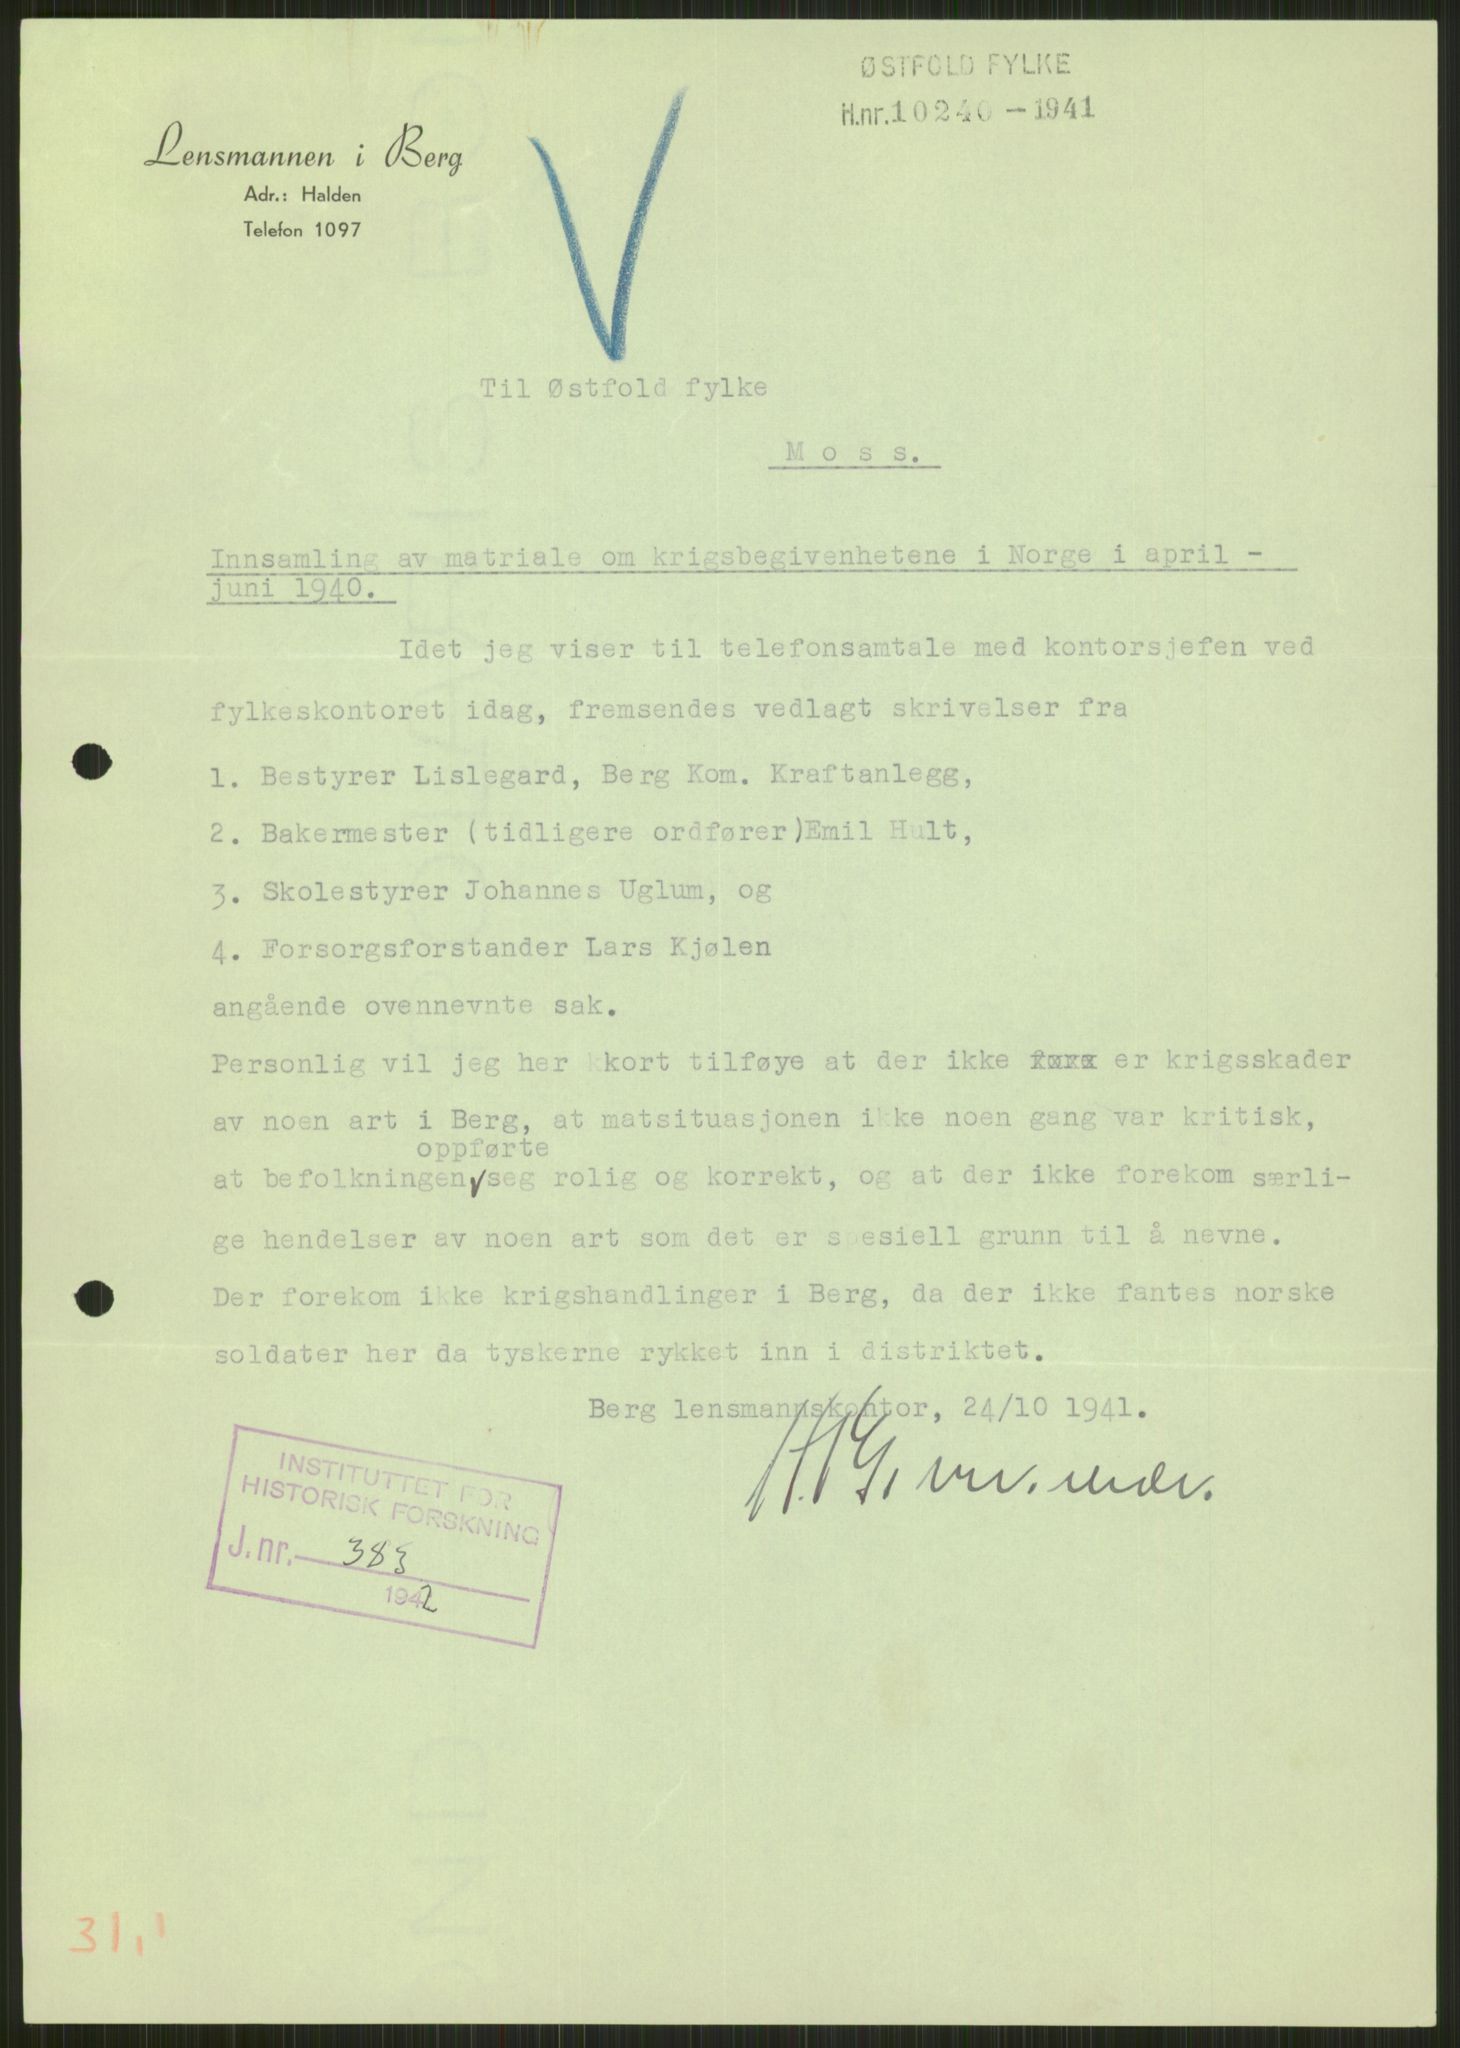 ØSTFOLD FYLKE
H.nr.10240 - 1941
Lensmannen i Berg
Adr.: Halden
Telefon 1097
Til Østfold fylke
M o s s.
Innsamling av matriale om krigsbegivenhetene i Norge i april -
juni 1940.
Idet jeg viser til telefonsamtale med kontorsjefen ved
fylkeskontoret idag, fremsendes vedlagt skrivelser fra
1. Bestyrer Lislegard, Berg Kom. Kraftanlegg,
2. Bakermester (tidligere ordfører)Emil Hult,
3. Skolestyrer Johannes Uglum, og
4. Forsorgsforstander Lars Kjølen
angående ovennevnte sak.
Personlig vil jeg her kkort tilføye at der ikke er krigsskader
av noen art i Berg, at matsituasjonen ikke noen gang var kritisk,
oppførte
at befolkningen seg rolig og korrekt, og at der ikke forekom særli-
ge hendelser av noen art som det er spesiell grunn til å nevne.
Der forekom ikke krigshandlinger i Berg, da der ikke fantes norske
soldater her da tyskerne rykket inn i distriktet.
Berg lensmannskontor, 24/10 1941.
INSTITUTTET FOR
HISTORISK FORSKNING
J.nr. 383
1942
31,1